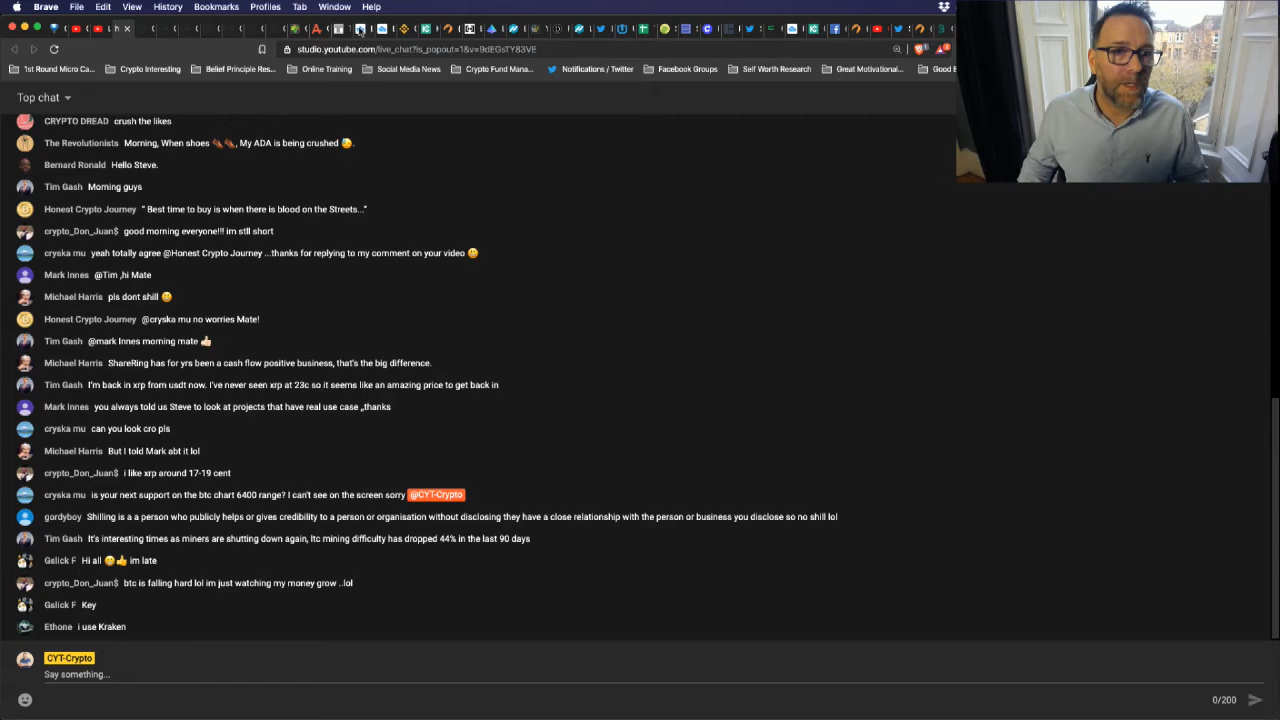 Brave File Edit View History Bookmarks Profiles Tab Window Help
studio.youtube.com/live_chat?is_popout=1&v=9dEGsTY83VE
1st Round Micro Ca... Crypto Interesting Belief Principle Res... Online Training Social Media News Crypto Fund Mana... Notifications / Twitter Facebook Groups Self Worth Research Great Motivational... Good
Top chat
CRYPTO DREAD crush the likes
The Revolutionists Morning, When shoes 👞👞, My ADA is being crushed 😓.
Bernard Ronald Hello Steve.
Tim Gash Morning guys
Honest Crypto Journey " Best time to buy is when there is blood on the Streets..."
crypto_Don_Juan$ good morning everyone!!! im stll short
cryska mu yeah totally agree @Honest Crypto Journey ...thanks for replying to my comment on your video 😃
Mark Innes @Tim ,hi Mate
Michael Harris pls dont shill 😃
Honest Crypto Journey @cryska mu no worries Mate!
Tim Gash @mark Innes morning mate 👍🏻
Michael Harris ShareRing has for yrs been a cash flow positive business, that's the big difference.
Tim Gash I'm back in xrp from usdt now. I've never seen xrp at 23c so it seems like an amazing price to get back in
Mark Innes you always told us Steve to look at projects that have real use case ,,thanks
cryska mu can you look cro pls
Michael Harris But I told Mark abt it lol
crypto_Don_Juan$ i like xrp around 17-19 cent
cryska mu is your next support on the btc chart 6400 range? I can't see on the screen sorry @CYT-Crypto
gordyboy Shilling is a a person who publicly helps or gives credibility to a person or organisation without disclosing they have a close relationship with the person or business you disclose so no shill lol
Tim Gash It's interesting times as miners are shutting down again, ltc mining difficulty has dropped 44% in the last 90 days
Gslick F Hi all 😁👍 im late
crypto_Don_Juan$ btc is falling hard lol im just watching my money grow ..lol
Gslick F Key
Ethone i use Kraken
CYT-Crypto
Say something...
0/200